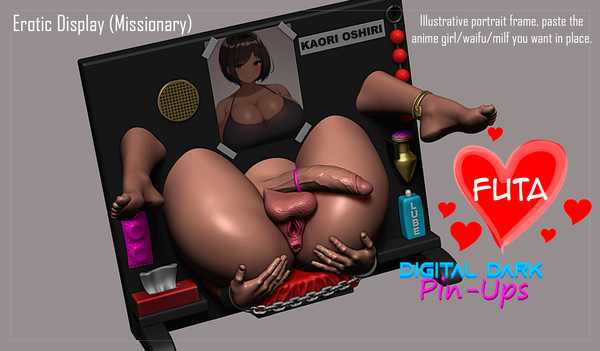 Erotic Display (Missionary)
Illustrative portrait frame, paste the
anime girl/waifu/milf you want in place.
KAORI OSHIRI
FUTA
LUBE
DIGITAL DARK
Pin-Ups